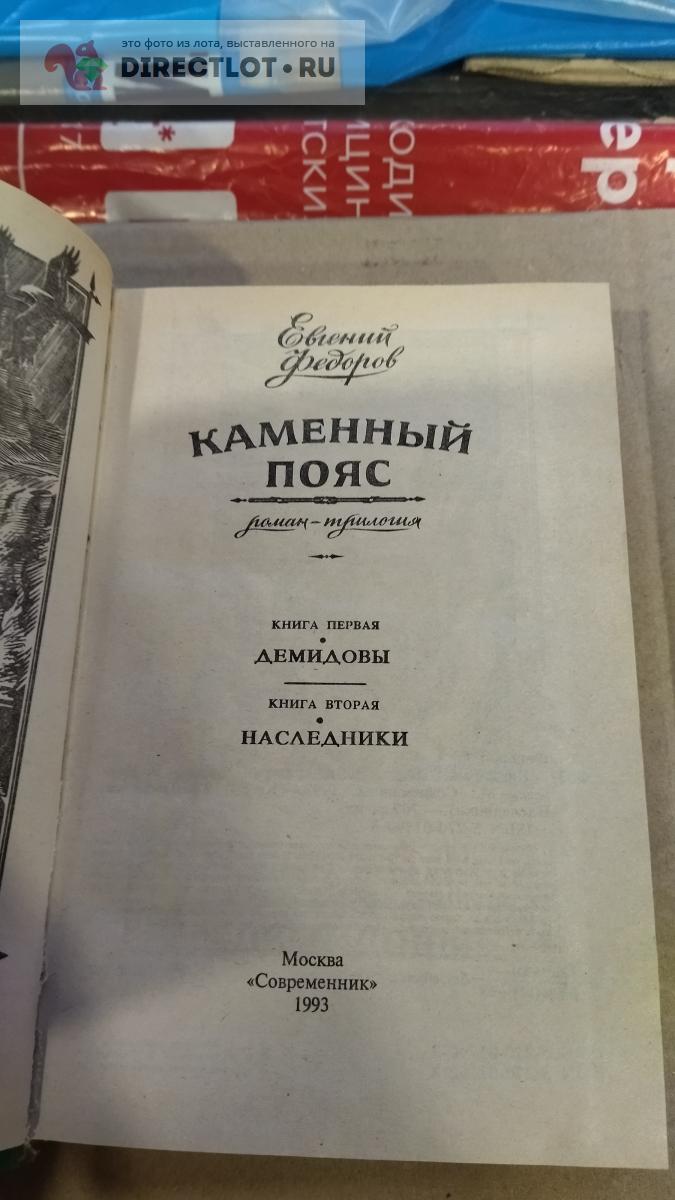 это фото из лота, выставленного на
DIRECTLOT.RU
ер
Евгений
Федоров
КАМЕННЫЙ
ПОЯС
роман-трилогия
КНИГА ПЕРВАЯ
ДЕМИДОВЫ
КНИГА ВТОРАЯ
НАСЛЕДНИКИ
Москва
«Современник»
1993